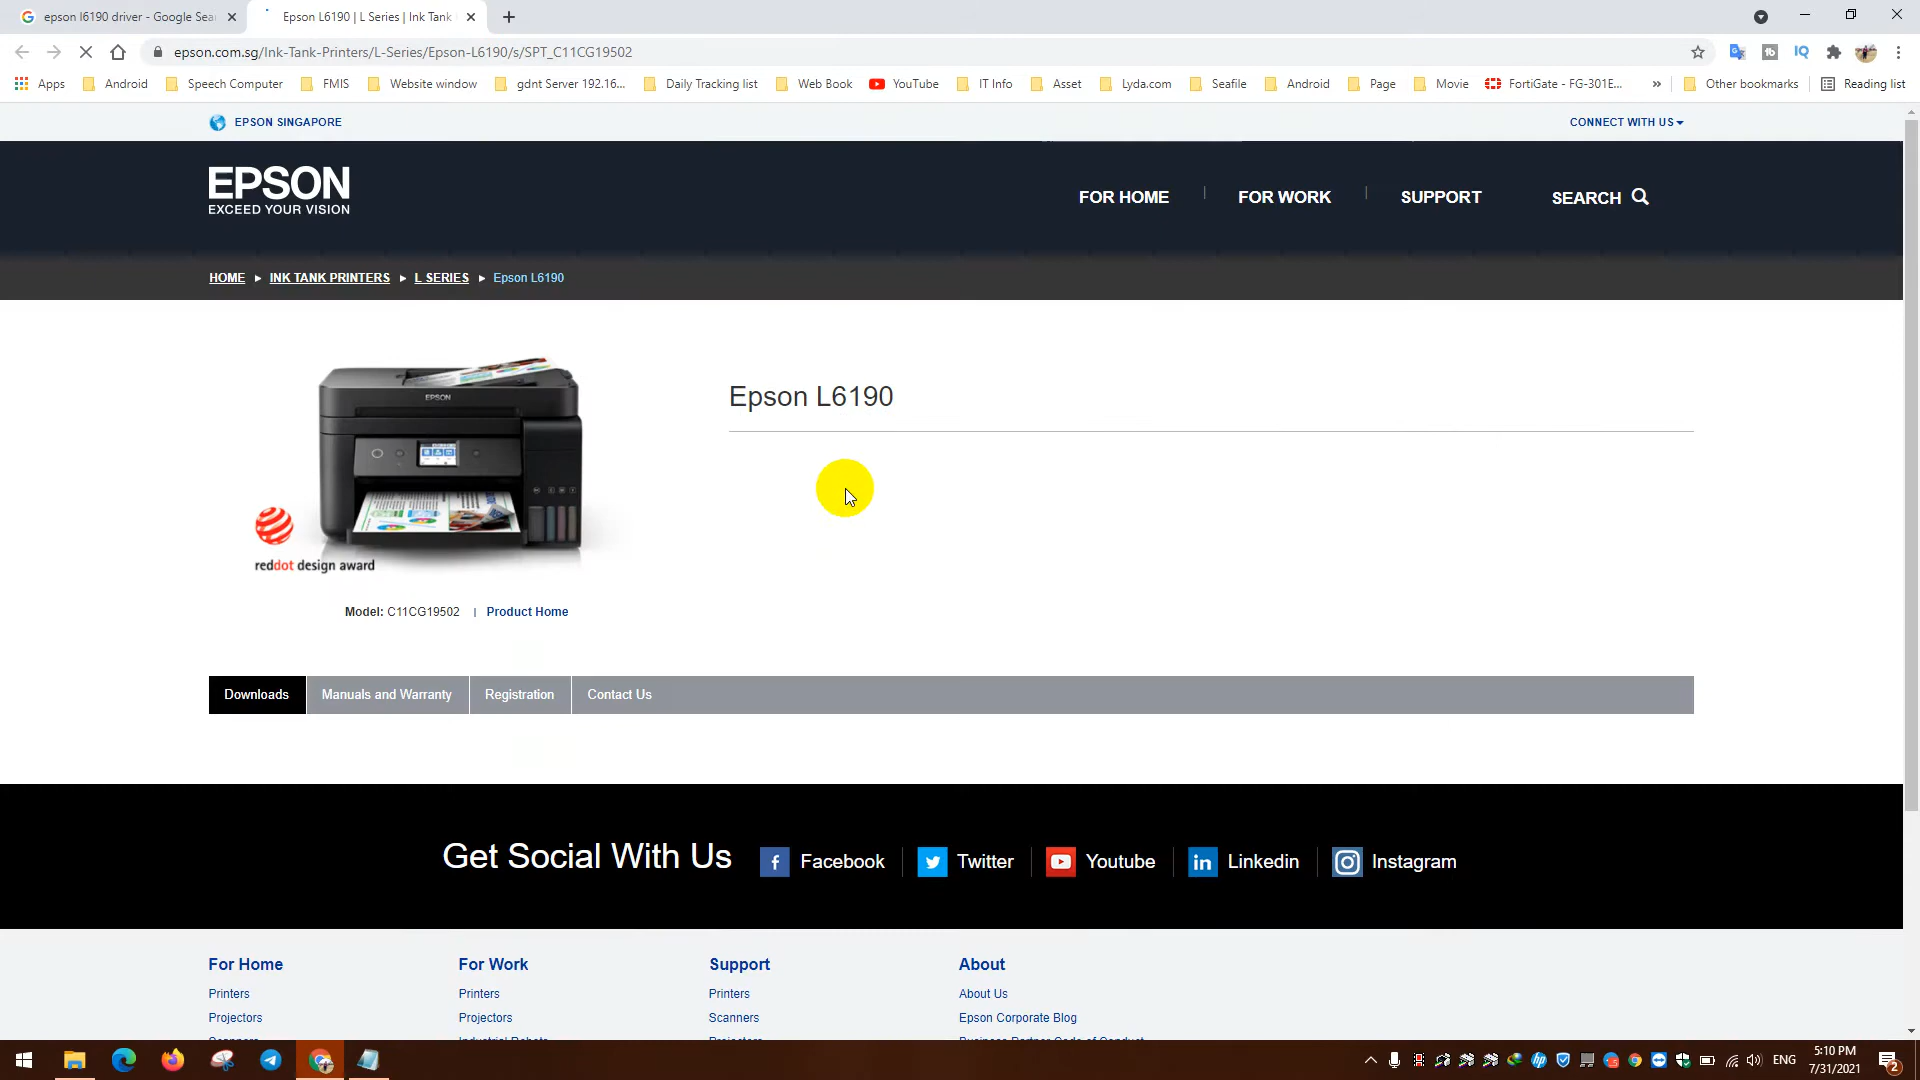 epson l6190 driver - Google Sea
Epson L6190 | L Series | Ink Tank
epson.com.sg/Ink-Tank-Printers/L-Series/Epson-L6190/s/SPT_C11CG19502
Apps Android Speech Computer FMIS Website window gdnt Server 192.16... Daily Tracking list Web Book YouTube IT Info Asset Lyda.com Seafile Android Page Movie FortiGate - FG-301E... » Other bookmarks Reading list
EPSON SINGAPORE
CONNECT WITH US
EPSON
EXCEED YOUR VISION
FOR HOME
FOR WORK
SUPPORT
SEARCH
HOME ▸ INK TANK PRINTERS ▸ L SERIES ▸ Epson L6190
EPSON
reddot design award
Epson L6190
Model: C11CG19502 | Product Home
Downloads Manuals and Warranty Registration Contact Us
Get Social With Us
Facebook Twitter Youtube Linkedin Instagram
For Home
Printers
Projectors
For Work
Printers
Projectors
Support
Printers
Scanners
About
About Us
Epson Corporate Blog
ENG
5:10 PM
7/31/2021
2